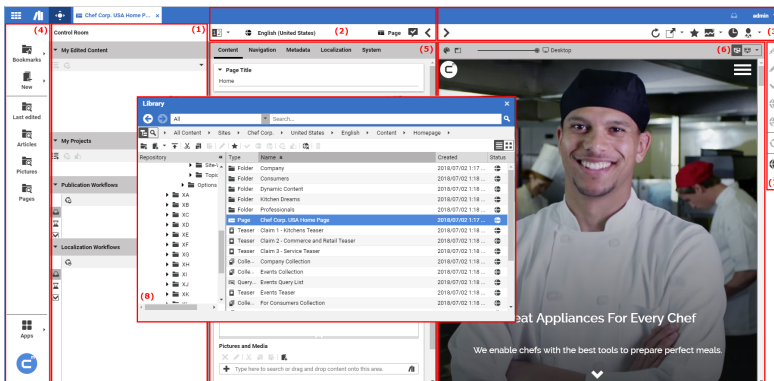 Chef Corp. USA Home P... ×
admin
(4)
Control Room
(1)
English (United States)
(2)
Page
(3
Bookmarks
New
Last edited
Articles
Pictures
Pages
Apps
My Edited Content
My Projects
Publication Workflows
Localization Workflows
Content Navigation Metadata Localization System
(5)
Page Title
Home
Desktop
(6)
Library
×
All
Search...
All Content Sites Chef Corp. United States English Content Homepage
Repository
Type Name Created Status
Options
XA
XB
XC
XD
XE
XF
XG
XH
XI
XJ
XK
Folder Company 2018/07/02 1:17 ...
Folder Consumers 2018/07/02 1:18 ...
Folder Dynamic Content 2018/07/02 1:18 ...
Folder Kitchen Dreams 2018/07/02 1:18 ...
Folder Professionals 2018/07/02 1:18 ...
Page Chef Corp. USA Home Page 2018/07/02 1:18 ...
Teaser Claim 1 - Kitchens Teaser 2018/07/02 1:18 ...
Teaser Claim 2 - Commerce and Retail Teaser 2018/07/02 1:18 ...
Teaser Claim 3 - Service Teaser 2018/07/02 1:18 ...
Colle... Company Collection 2018/07/02 1:18 ...
Colle... Events Collection 2018/07/02 1:18 ...
Query... Events Query List 2018/07/02 1:18 ...
Teaser Events Teaser 2018/07/02 1:18 ...
Colle... For Consumers Collection 2018/07/02 1:18 ...
(8)
Pictures and Media
Type here to search or drag and drop content onto this area.
eat Appliances For Every Chef
We enable chefs with the best tools to prepare perfect meals.